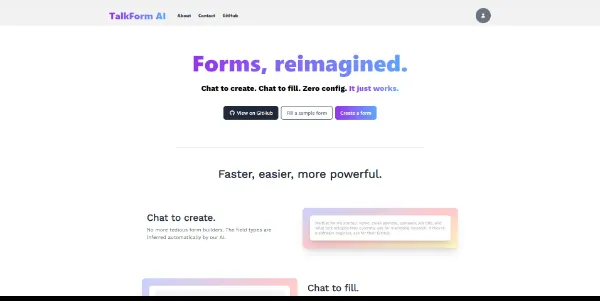 TalkForm AI
About Contact GitHub
Forms, reimagined.
Chat to create. Chat to fill. Zero config. It just works.
View on GitHub Fill a sample form Create a form
Faster, easier, more powerful.
Chat to create.
No more tedious form builders. The field types are
inferred automatically by our AI.
Chat to fill.